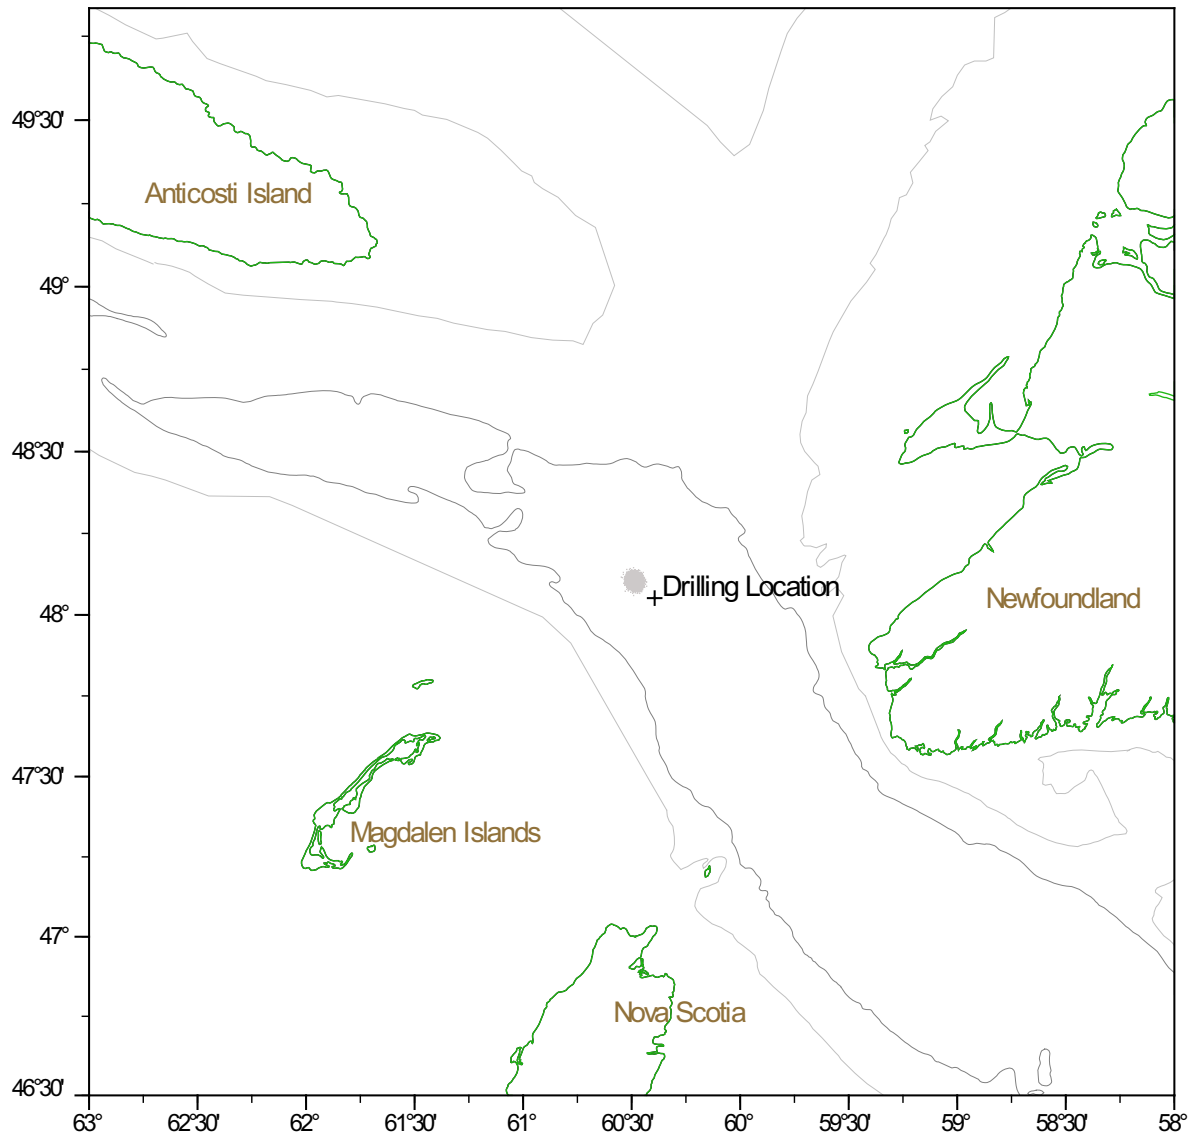 49°30'
Anticosti Island
49°
48°30'
Drilling Location
Newfoundland
48°
47°30'
Magdalen Islands
47°
Nova Scotia
46°30'
63° 62°30' 62° 61°30' 61° 60°30' 60° 59°30' 59° 58°30' 58°